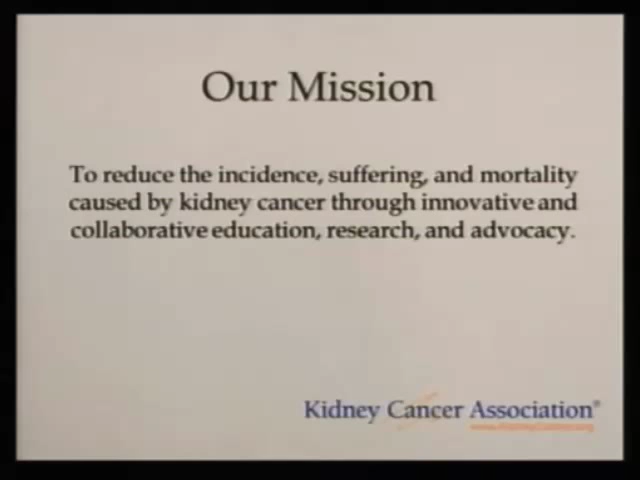 Our Mission
To reduce the incidence, suffering, and mortality
caused by kidney cancer through innovative and
collaborative education, research, and advocacy.
Kidney Cancer Association®